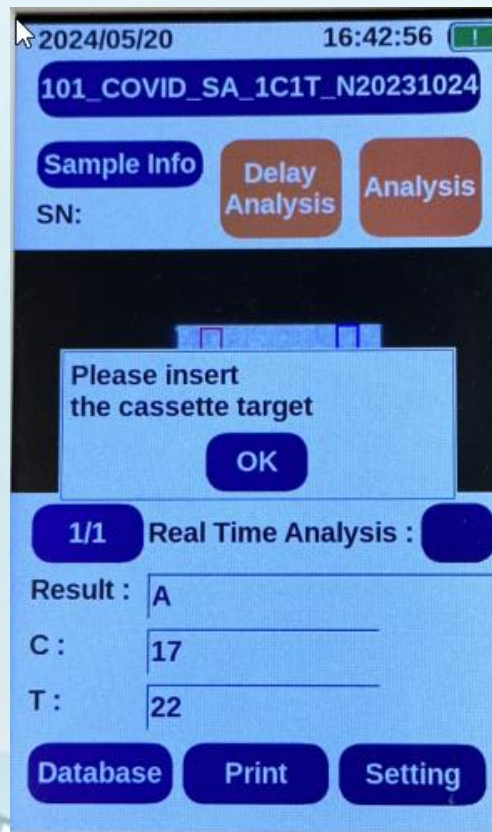 2024/05/20 16:42:56
101_COVID_SA_1C1T_N20231024
Sample Info
Delay
Analysis
Analysis
SN:
Please insert
the cassette target
OK
1/1 Real Time Analysis :
Result : A
C : 17
T : 22
Database Print Setting